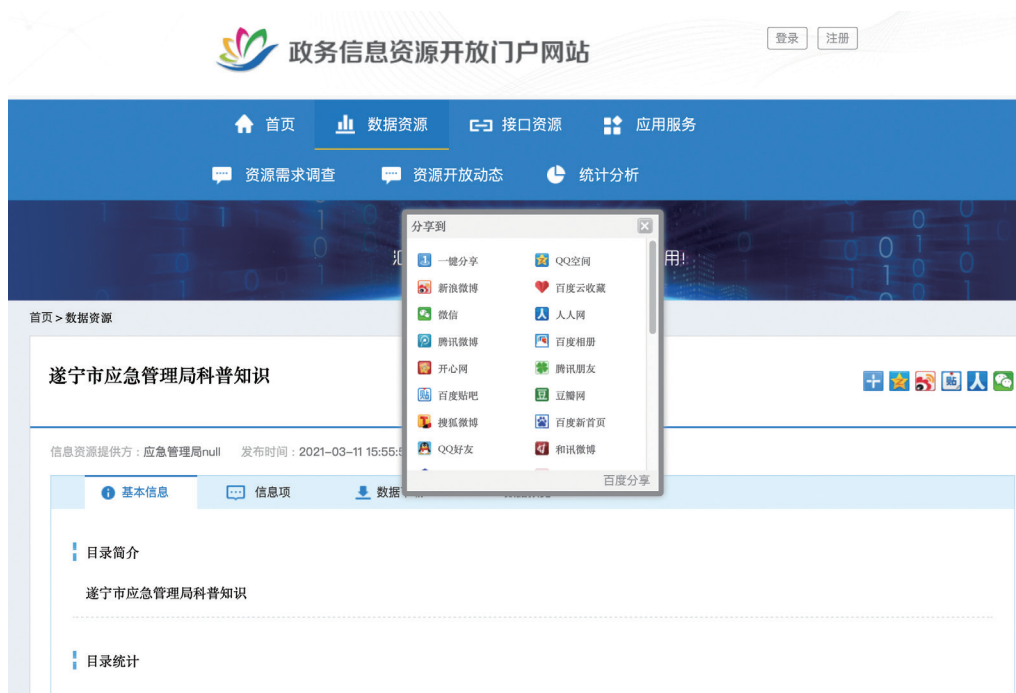 政务信息资源开放门户网站
登录 注册
首页 数据资源 接口资源 应用服务
资源需求调查 资源开放动态 统计分析
用!
分享到
一键分享 QQ空间
新浪微博 百度云收藏
微信 人人网
腾讯微博 百度相册
开心网 腾讯朋友
百度贴吧 豆瓣网
搜狐微博 百度新首页
QQ好友 和讯微博
百度分享
首页 > 数据资源
遂宁市应急管理局科普知识
信息资源提供方：应急管理局null 发布时间：2021-03-11 15:55:5
基本信息 信息项 数据
目录简介
遂宁市应急管理局科普知识
目录统计